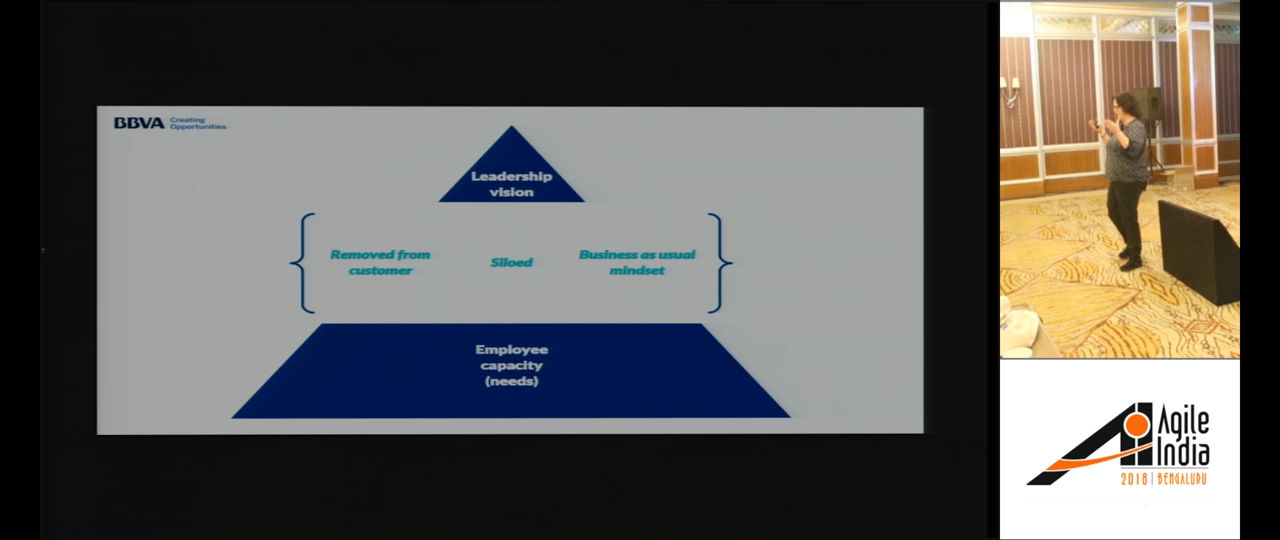 BBVA Creating
Opportunities
Leadership
vision
Removed from
customer
Siloed
Business as usual
mindset
Employee
capacity
(needs)
Agile
India
2018 | BENGALURU